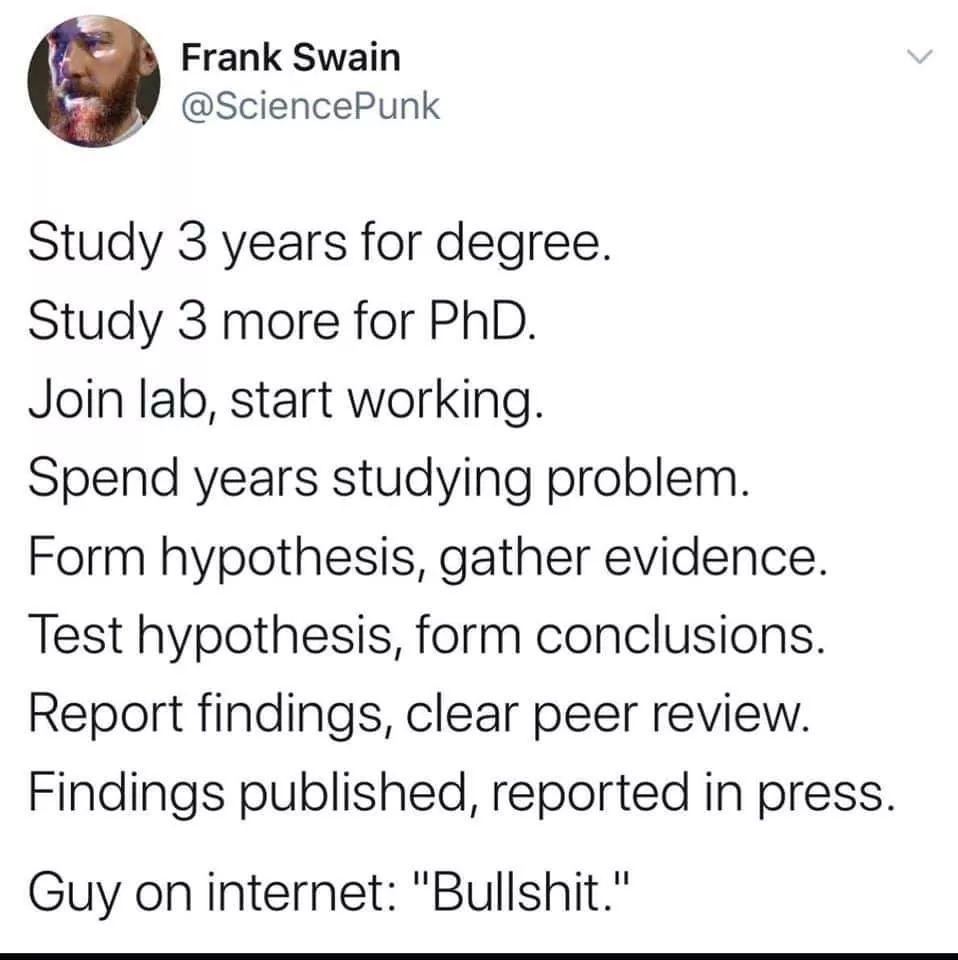 Frank Swain
@SciencePunk
Study 3 years for degree.
Study 3 more for PhD.
Join lab, start working.
Spend years studying problem.
Form hypothesis, gather evidence.
Test hypothesis, form conclusions.
Report findings, clear peer review.
Findings published, reported in press.
Guy on internet: "Bullshit."